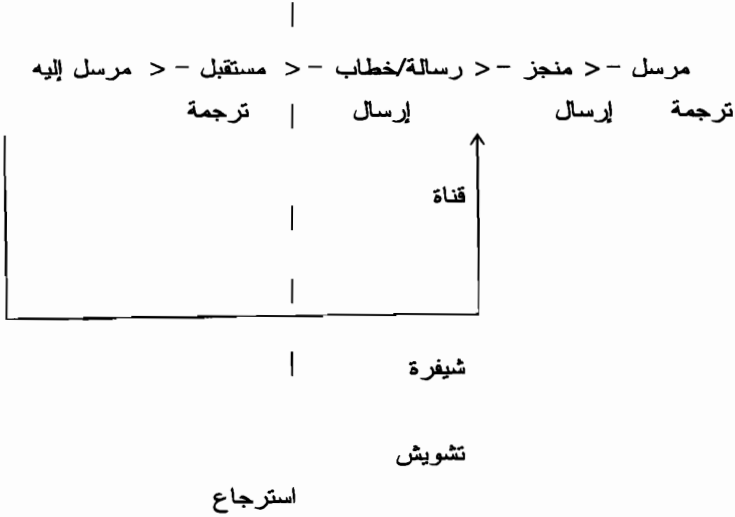 مرسل -> منجز -> رسالة/خطاب -> مستقبل -> مرسل إليه
ترجمة إرسال إرسال ترجمة
قناة
شيفرة
تشويش
استرجاع